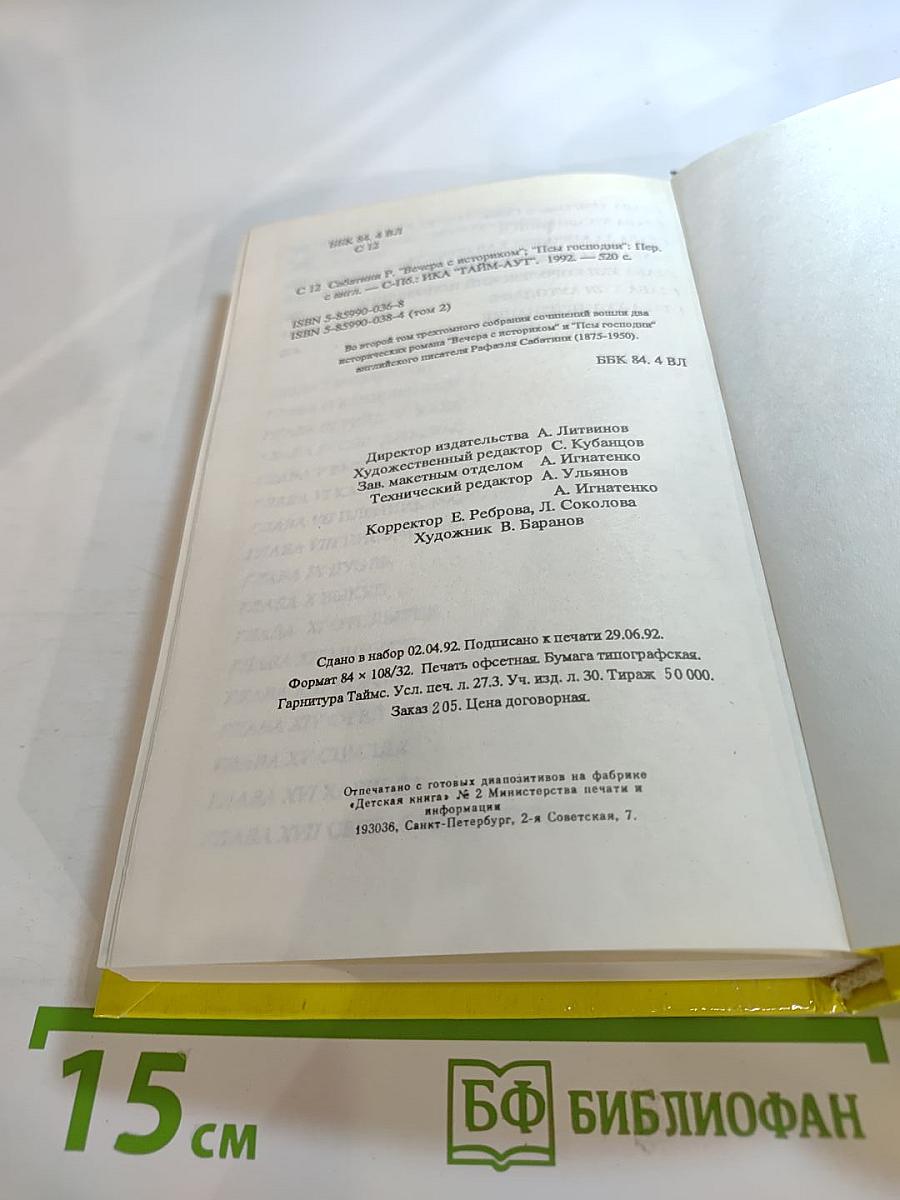 ББК 84. 4 ВЛ
С 12
С 12 Сабатини Р. "Вечера с историком"; "Псы господни": Пер.
с англ. — С-Пб.: ИКА "ТАЙМ-АУТ". 1992. — 520 с.
ISBN 5-85990-036-8
ISBN 5-85990-038-4 (том 2)
Во второй том трехтомного собрания сочинений вошли два
исторических романа "Вечера с историком" и "Псы господни"
английского писателя Рафаэля Сабатини (1875-1950).
ББК 84. 4 ВЛ
Директор издательства А. Литвинов
Художественный редактор С. Кубанцов
Зав. макетным отделом А. Игнатенко
Технический редактор А. Ульянов
А. Игнатенко
Корректор Е. Реброва, Л. Соколова
Художник В. Баранов
Сдано в набор 02.04.92. Подписано к печати 29.06.92.
Формат 84 × 108/32. Печать офсетная. Бумага типографская.
Гарнитура Таймс. Усл. печ. л. 27.3. Уч. изд. л. 30. Тираж 50 000.
Заказ 205. Цена договорная.
Отпечатано с готовых диапозитивов на фабрике
«Детская книга» № 2 Министерства печати и
информации
193036, Санкт-Петербург, 2-я Советская, 7.
15 см
БФ БИБЛИОФАН